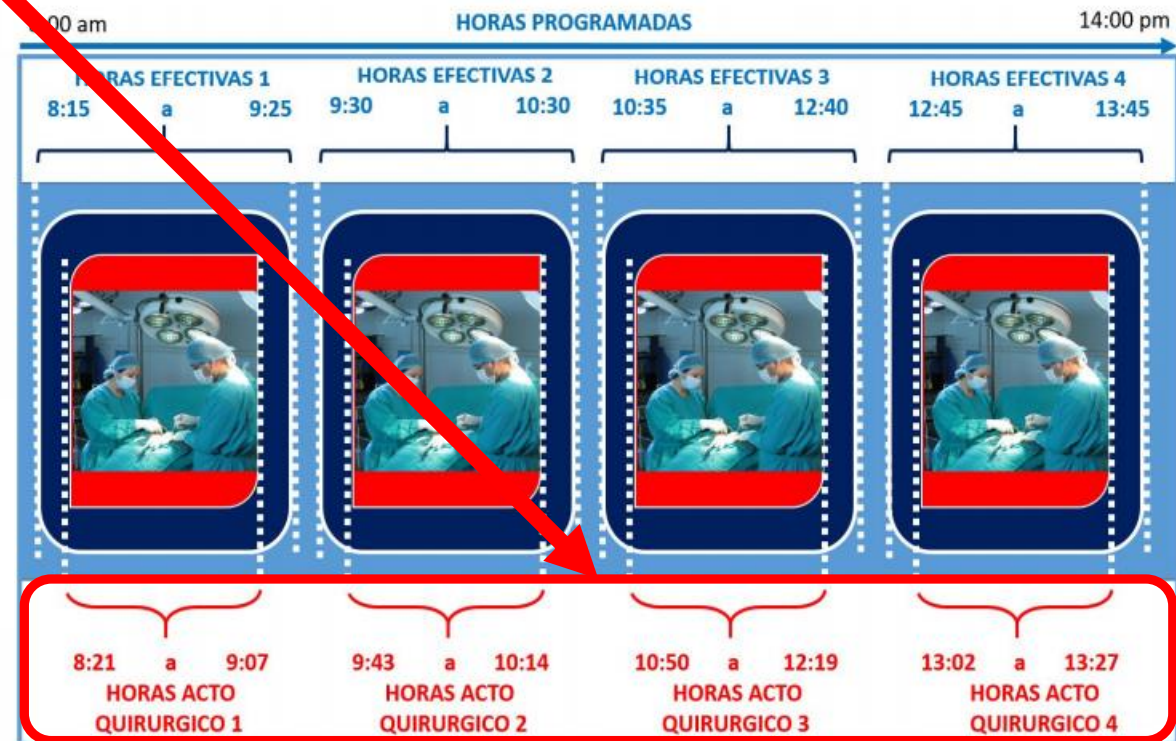 :00 am HORAS PROGRAMADAS 14:00 pm
HORAS EFECTIVAS 1 HORAS EFECTIVAS 2 HORAS EFECTIVAS 3 HORAS EFECTIVAS 4
8:15 a 9:25 9:30 a 10:30 10:35 a 12:40 12:45 a 13:45
8:21 a 9:07 9:43 a 10:14 10:50 a 12:19 13:02 a 13:27
HORAS ACTO HORAS ACTO HORAS ACTO HORAS ACTO
QUIRURGICO 1 QUIRURGICO 2 QUIRURGICO 3 QUIRURGICO 4